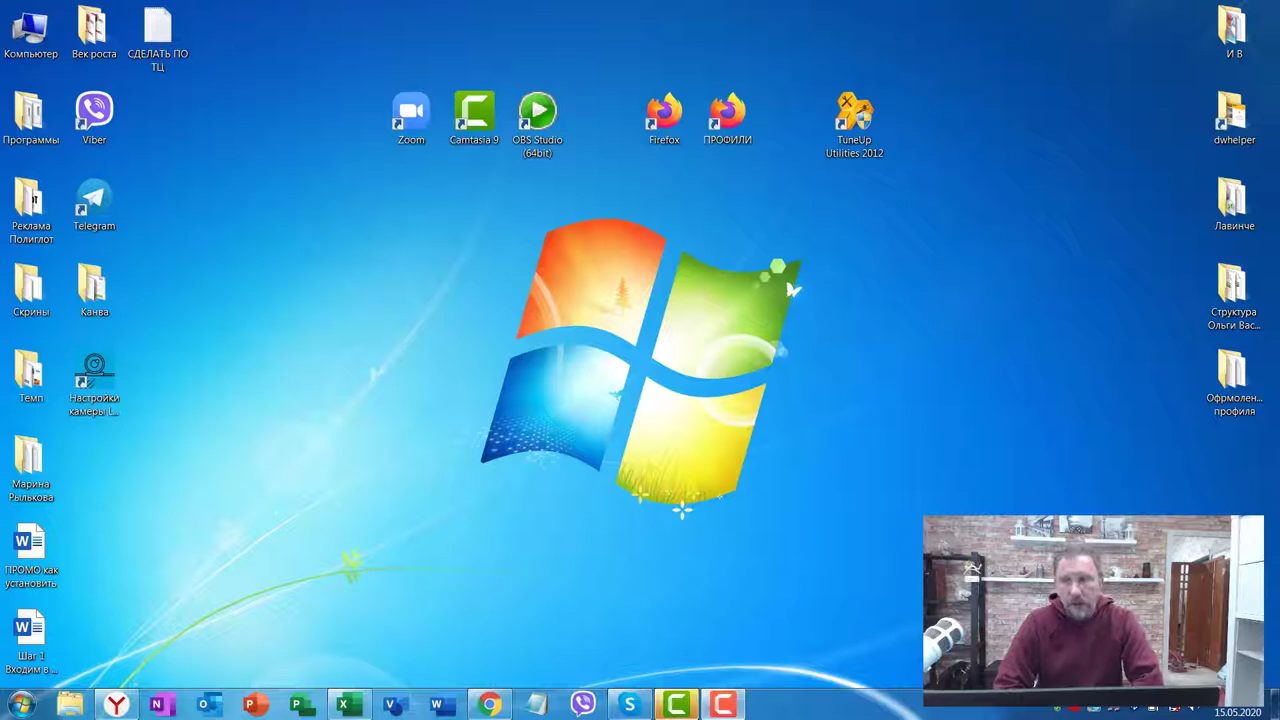 Компьютер
Век роста
СДЕЛАТЬ ПО
ТЦ
И В
Программы
Viber
Zoom
Camtasia 9
OBS Studio
(64bit)
Firefox
ПРОФИЛИ
TuneUp
Utilities 2012
dwhelper
Реклама
Полиглот
Telegram
Лавинче
Скрины
Канва
Структура
Ольги Вас...
Темп
Настройки
камеры L...
Офрмолен...
профиля
Марина
Рылькова
ПРОМО как
установить
Шаг 1
Входим в ...
15.05.2020